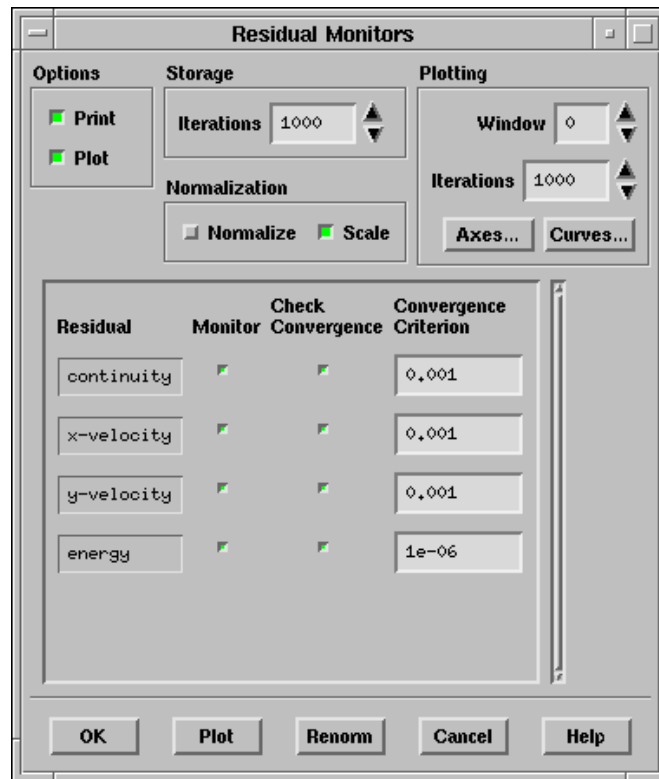 Residual Monitors
Options
Print
Plot
Storage
Iterations 1000
Normalization
Normalize Scale
Plotting
Window 0
Iterations 1000
Axes... Curves...
Residual Monitor Check Convergence Convergence Criterion
continuity 0.001
x-velocity 0.001
y-velocity 0.001
energy 1e-06
OK Plot Renorm Cancel Help